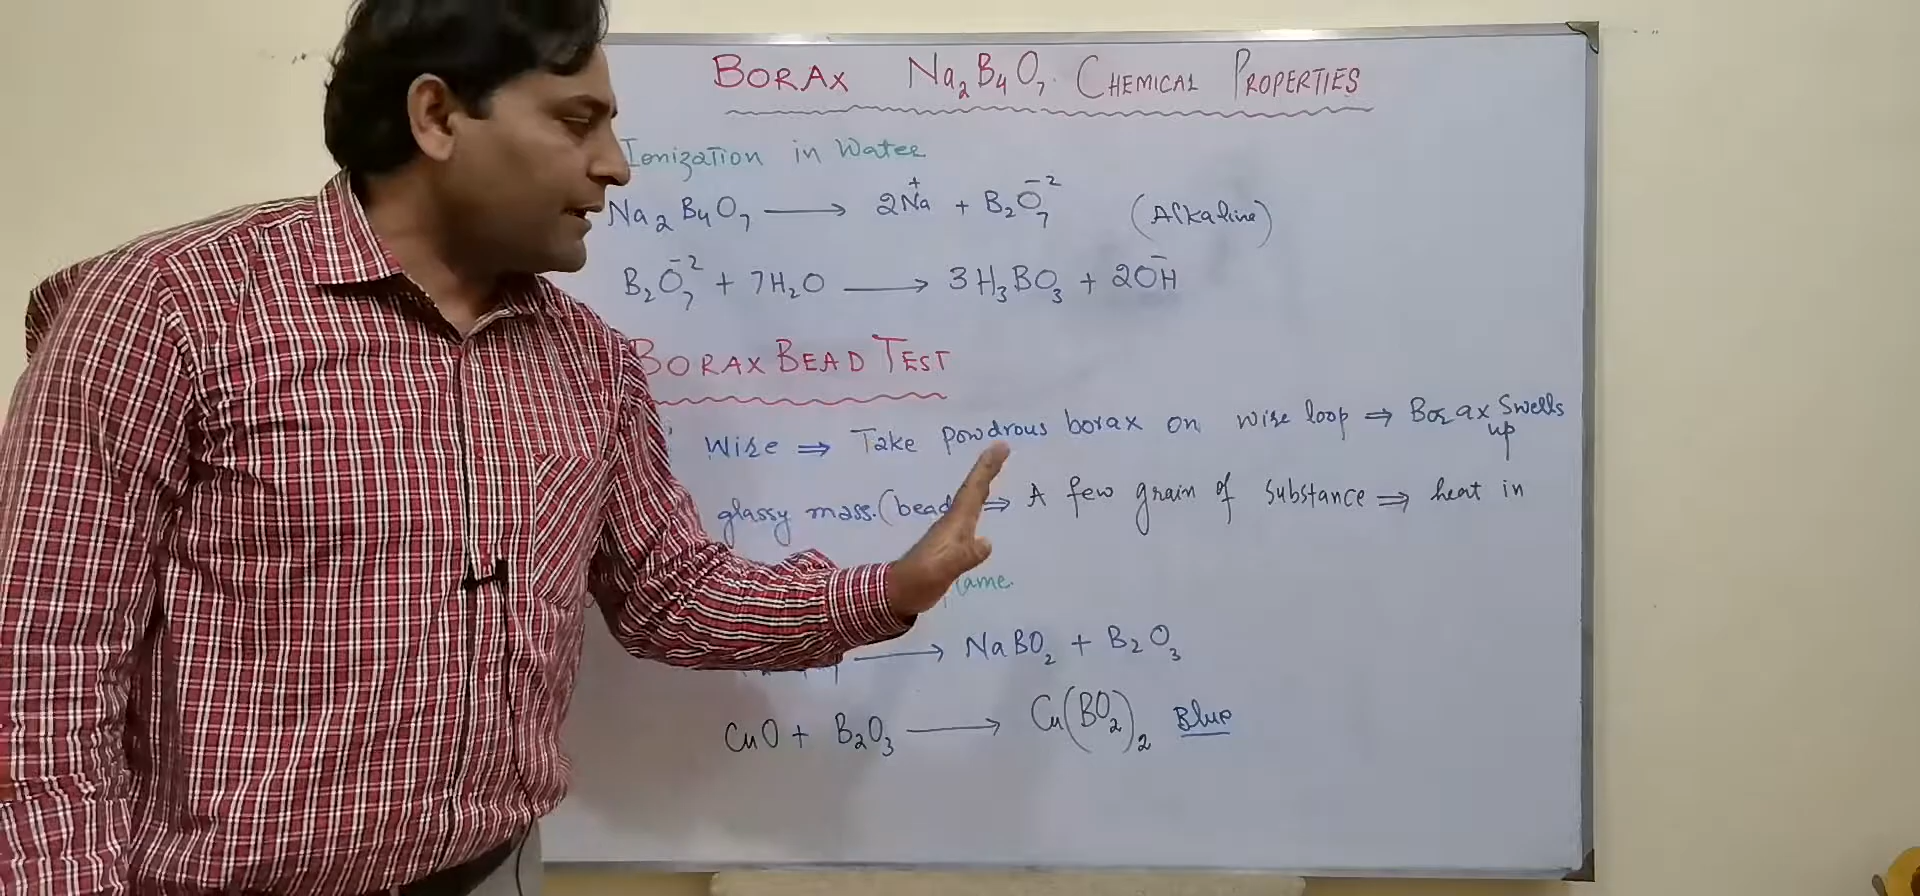 BORAX Na₂B₄O₇. CHEMICAL PROPERTIES
Ionization in Water
Na₂B₄O₇ ⟶ 2Na⁺ + B₂O₇⁻² (Alkaline)
B₂O₇⁻² + 7H₂O ⟶ 3H₃BO₃ + 2OH⁻
BORAX BEAD TEST
Wire ⇒ Take powdrous borax on wire loop ⇒ Borax Swells up
glassy mass. (bead ⇒ A few grain of Substance ⇒ heat in
⟶ NaBO₂ + B₂O₃
CuO + B₂O₃ ⟶ Cu(BO₂)₂ Blue